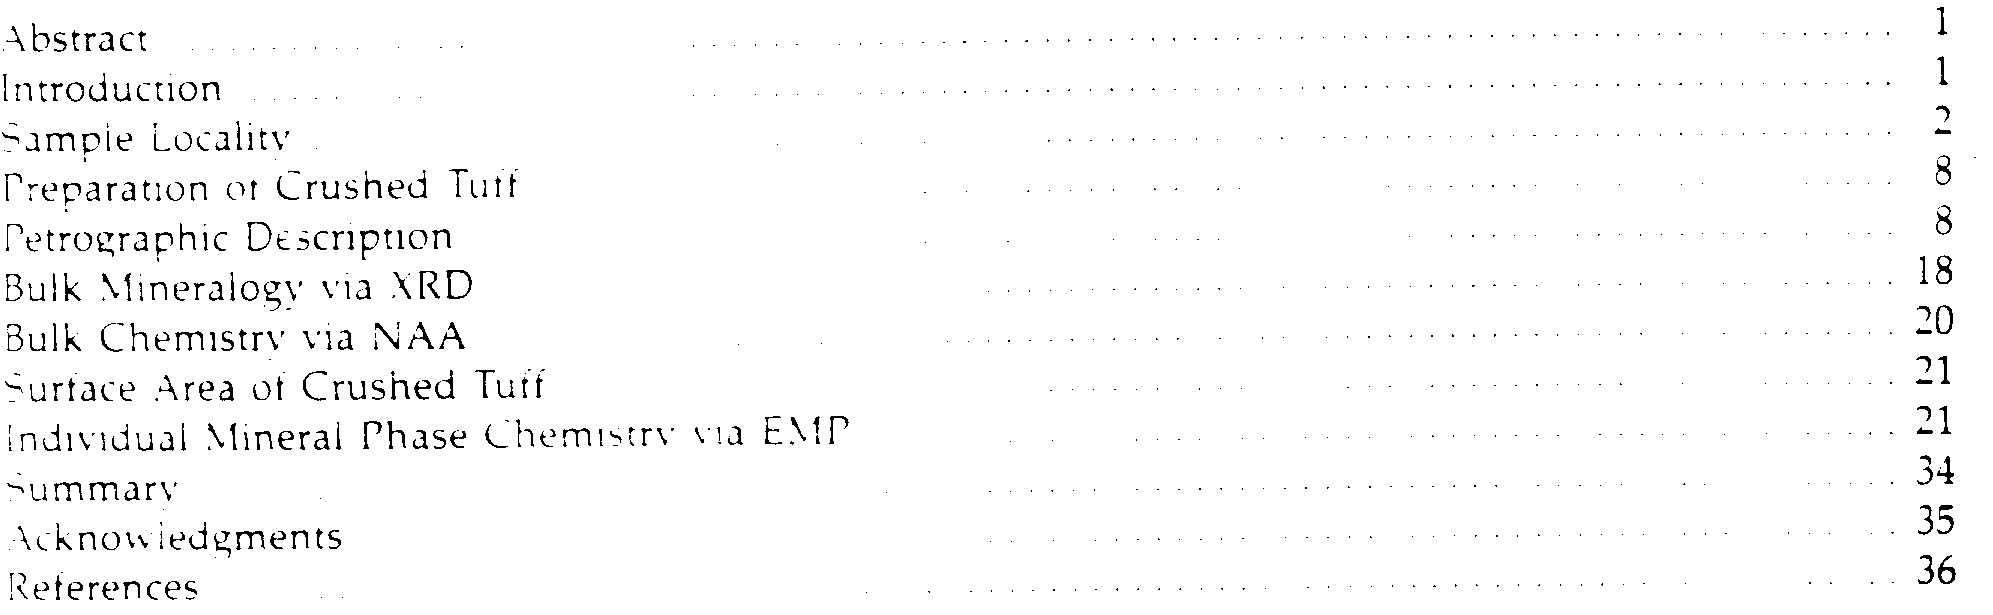 Abstract 1
Introduction 1
Sample Locality 2
Preparation of Crushed Tuff 8
Petrographic Description 8
Bulk Mineralogy via XRD 18
Bulk Chemistry via NAA 20
Surface Area of Crushed Tuff 21
Individual Mineral Phase Chemistry via EMP 21
Summary 34
Acknowledgments 35
References 36